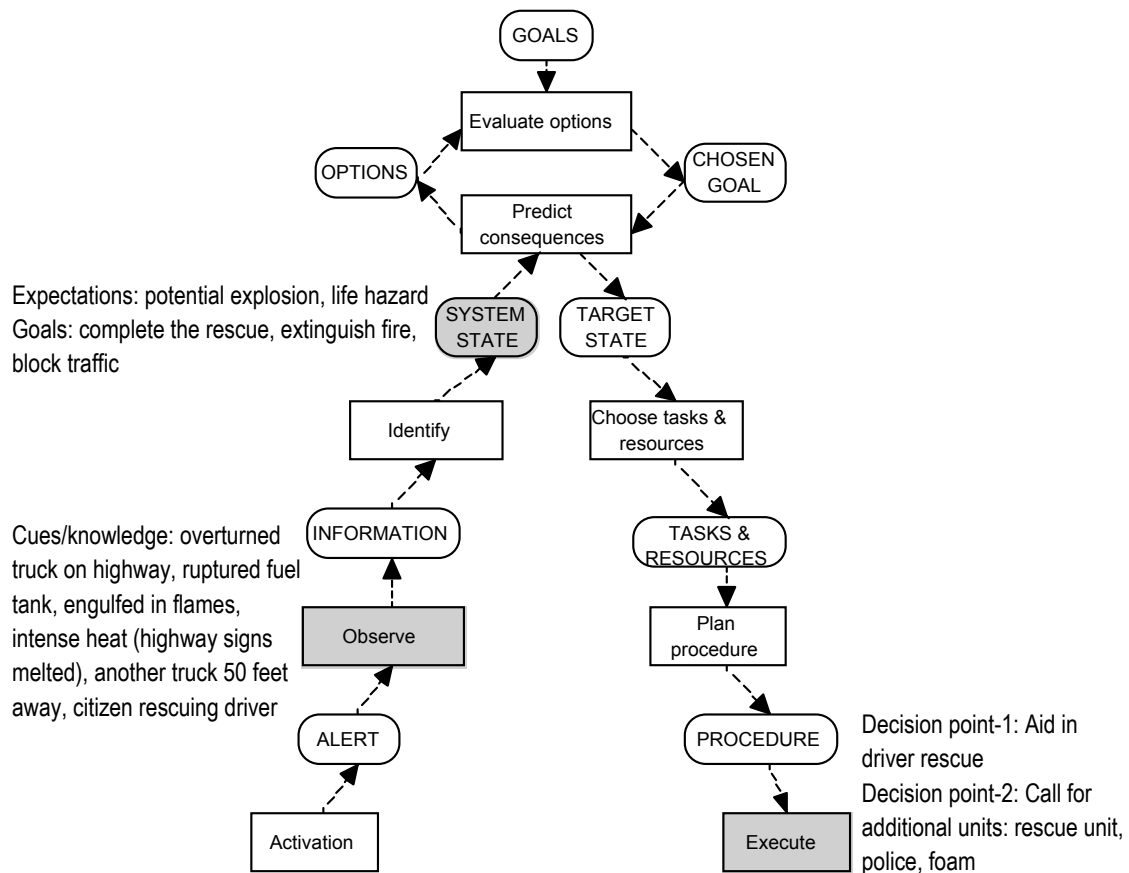 GOALS
Evaluate options
OPTIONS
CHOSEN
GOAL
Predict
consequences
Expectations: potential explosion, life hazard
Goals: complete the rescue, extinguish fire,
block traffic
SYSTEM
STATE
TARGET
STATE
Identify
Choose tasks &
resources
Cues/knowledge: overturned
truck on highway, ruptured fuel
tank, engulfed in flames,
intense heat (highway signs
melted), another truck 50 feet
away, citizen rescuing driver
INFORMATION
TASKS &
RESOURCES
Observe
Plan
procedure
ALERT
PROCEDURE
Decision point-1: Aid in
driver rescue
Decision point-2: Call for
additional units: rescue unit,
police, foam
Activation
Execute